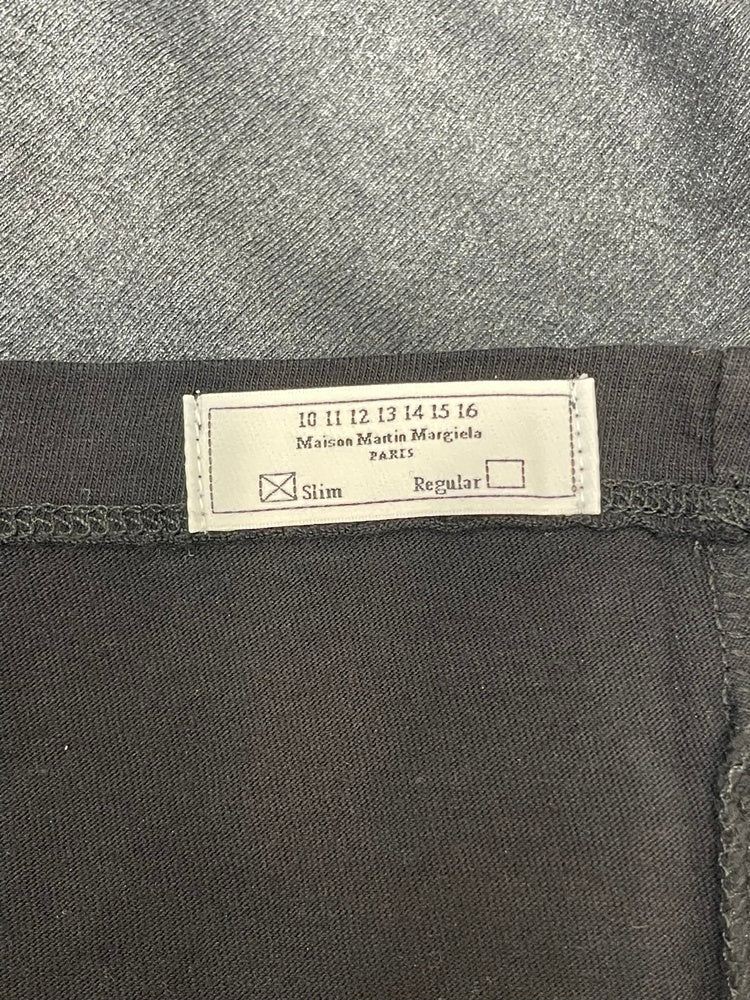 10 11 12 13 14 15 16
Maison Martin Margiela
PARIS
Slim Regular